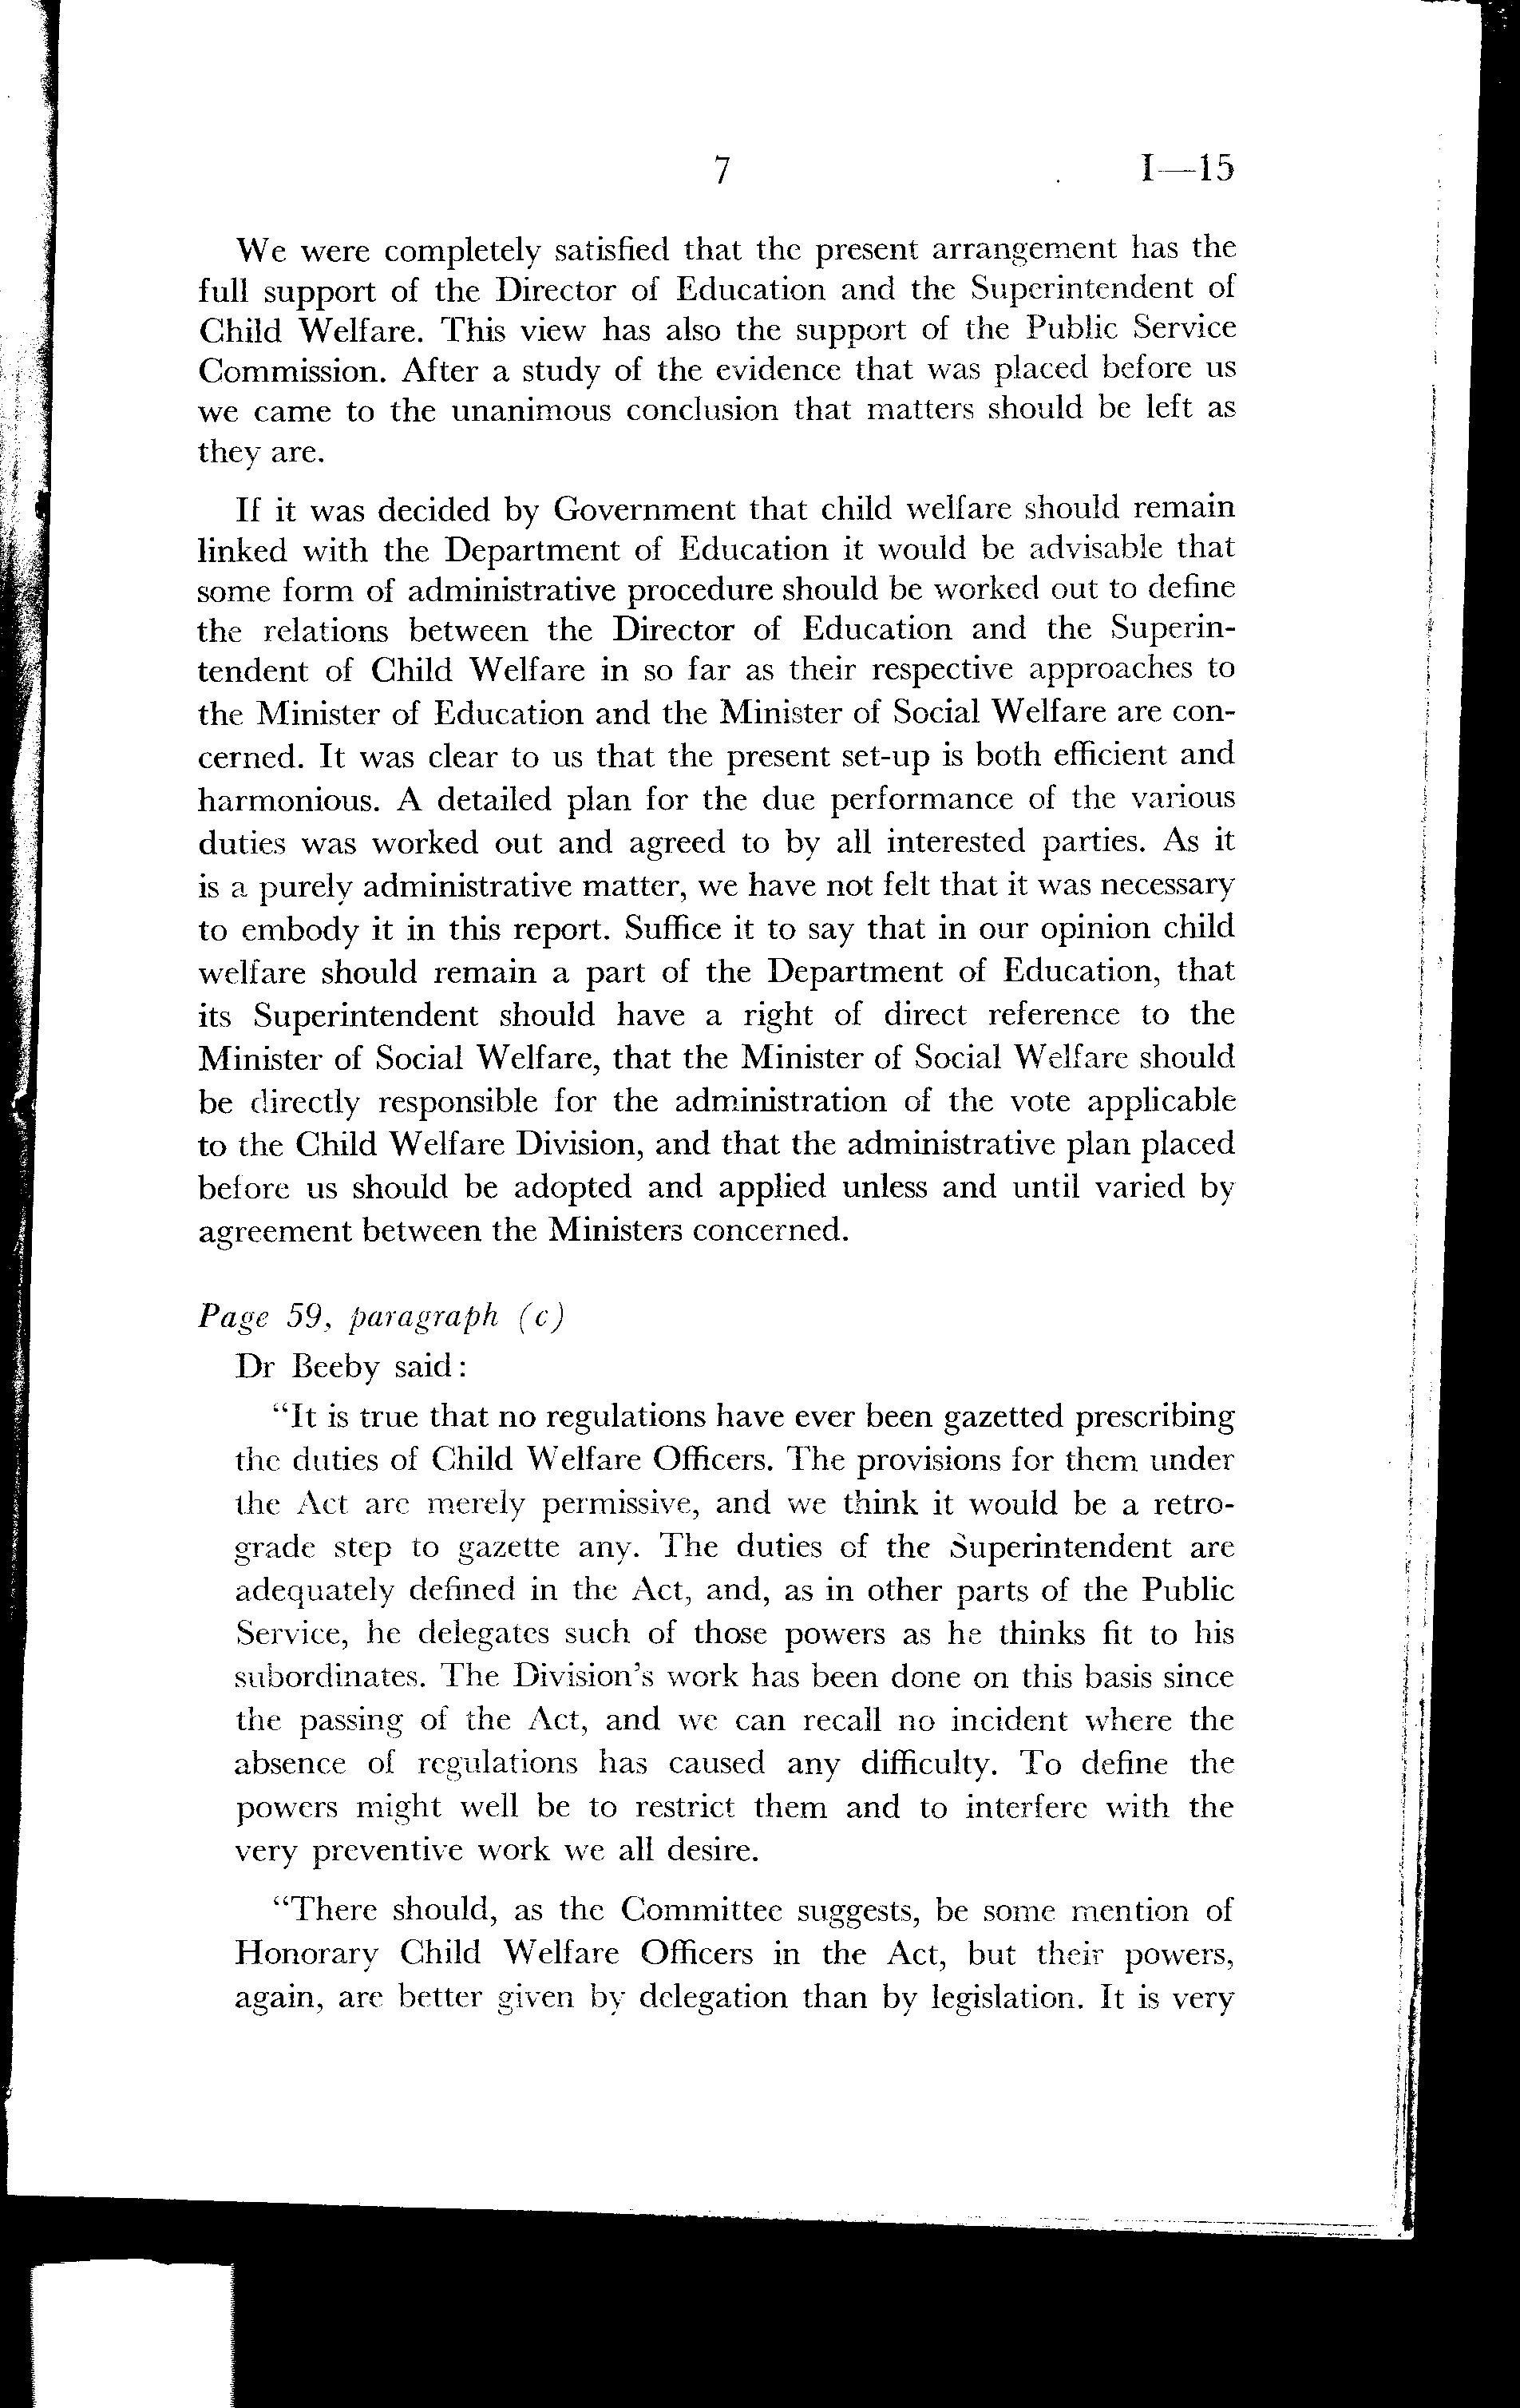 7 I—15
We were completely satisfied that the present arrangement has the
full support of the Director of Education and the Superintendent of
Child Welfare. This view has also the support of the Public Service
Commission. After a study of the evidence that was placed before us
we came to the unanimous conclusion that matters should be left as
they are.
If it was decided by Government that child welfare should remain
linked with the Department of Education it would be advisable that
some form of administrative procedure should be worked out to define
the relations between the Director of Education and the Superin-
tendent of Child Welfare in so far as their respective approaches to
the Minister of Education and the Minister of Social Welfare are con-
cerned. It was clear to us that the present set-up is both efficient and
harmonious. A detailed plan for the due performance of the various
duties was worked out and agreed to by all interested parties. As it
is a purely administrative matter, we have not felt that it was necessary
to embody it in this report. Suffice it to say that in our opinion child
welfare should remain a part of the Department of Education, that
its Superintendent should have a right of direct reference to the
Minister of Social Welfare, that the Minister of Social Welfare should
be directly responsible for the administration of the vote applicable
to the Child Welfare Division, and that the administrative plan placed
before us should be adopted and applied unless and until varied by
agreement between the Ministers concerned.
Page 59, paragraph (c)
Dr Beeby said:
"It is true that no regulations have ever been gazetted prescribing
the duties of Child Welfare Officers. The provisions for them under
the Act are merely permissive, and we think it would be a retro-
grade step to gazette any. The duties of the Superintendent are
adequately defined in the Act, and, as in other parts of the Public
Service, he delegates such of those powers as he thinks fit to his
subordinates. The Division's work has been done on this basis since
the passing of the Act, and we can recall no incident where the
absence of regulations has caused any difficulty. To define the
powers might well be to restrict them and to interfere with the
very preventive work we all desire.
"There should, as the Committee suggests, be some mention of
Honorary Child Welfare Officers in the Act, but their powers,
again, are better given by delegation than by legislation. It is very